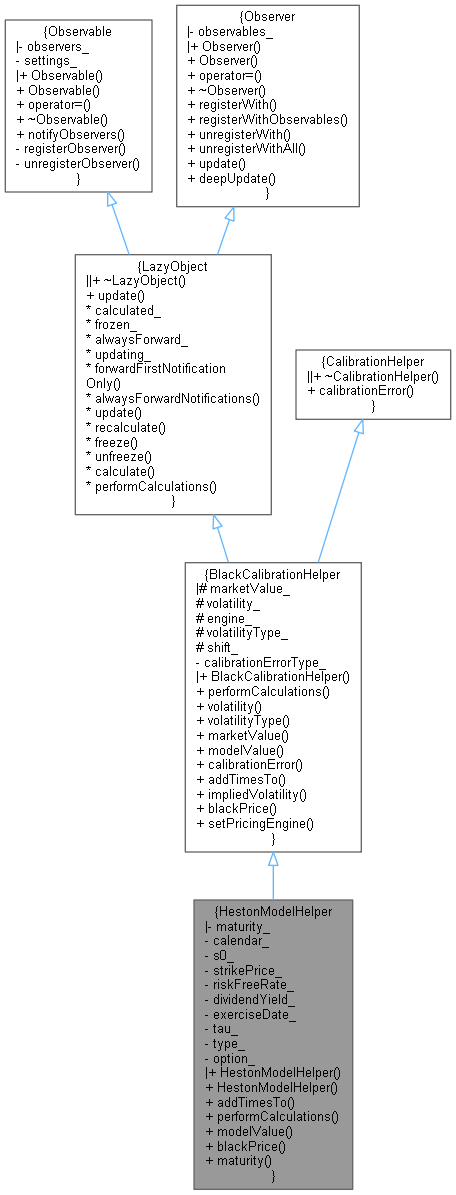 {Observable
|- observers_
- settings_
|+ Observable()
+ Observable()
+ operator=()
+ ~Observable()
+ notifyObservers()
- registerObserver()
- unregisterObserver()
}
{Observer
|- observables_
|+ Observer()
+ Observer()
+ operator=()
+ ~Observer()
+ registerWith()
+ registerWithObservables()
+ unregisterWith()
+ unregisterWithAll()
+ update()
+ deepUpdate()
}
{LazyObject
||+ ~LazyObject()
+ update()
* calculated_
* frozen_
* alwaysForward_
* updating_
* forwardFirstNotification
Only()
* alwaysForwardNotifications()
* update()
* recalculate()
* freeze()
* unfreeze()
* calculate()
* performCalculations()
}
{CalibrationHelper
||+ ~CalibrationHelper()
+ calibrationError()
}
{BlackCalibrationHelper
|# marketValue_
# volatility_
# engine_
# volatilityType_
# shift_
- calibrationErrorType_
|+ BlackCalibrationHelper()
+ performCalculations()
+ volatility()
+ volatilityType()
+ marketValue()
+ modelValue()
+ calibrationError()
+ addTimesTo()
+ impliedVolatility()
+ blackPrice()
+ setPricingEngine()
}
{HestonModelHelper
|- maturity_
- calendar_
- s0_
- strikePrice_
- riskFreeRate_
- dividendYield_
- exerciseDate_
- tau_
- type_
- option_
|+ HestonModelHelper()
+ HestonModelHelper()
+ addTimesTo()
+ performCalculations()
+ modelValue()
+ blackPrice()
+ maturity()
}